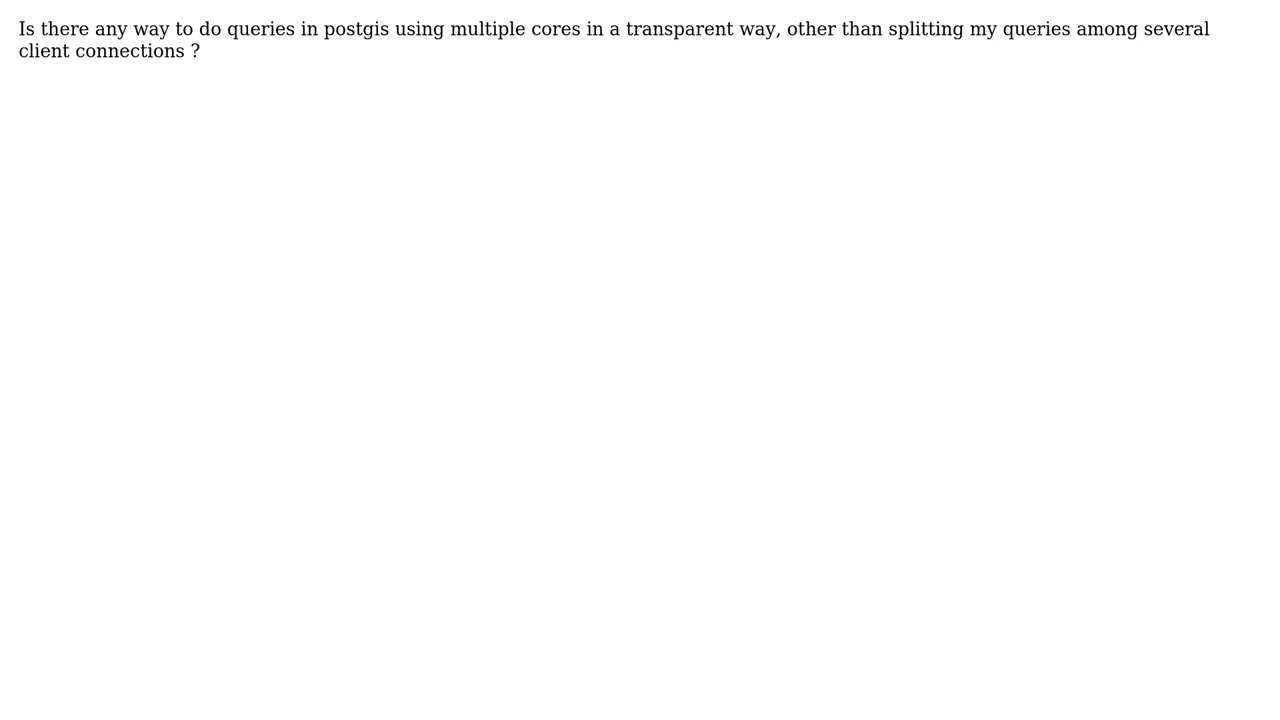 Is there any way to do queries in postgis using multiple cores in a transparent way, other than splitting my queries among several
client connections ?